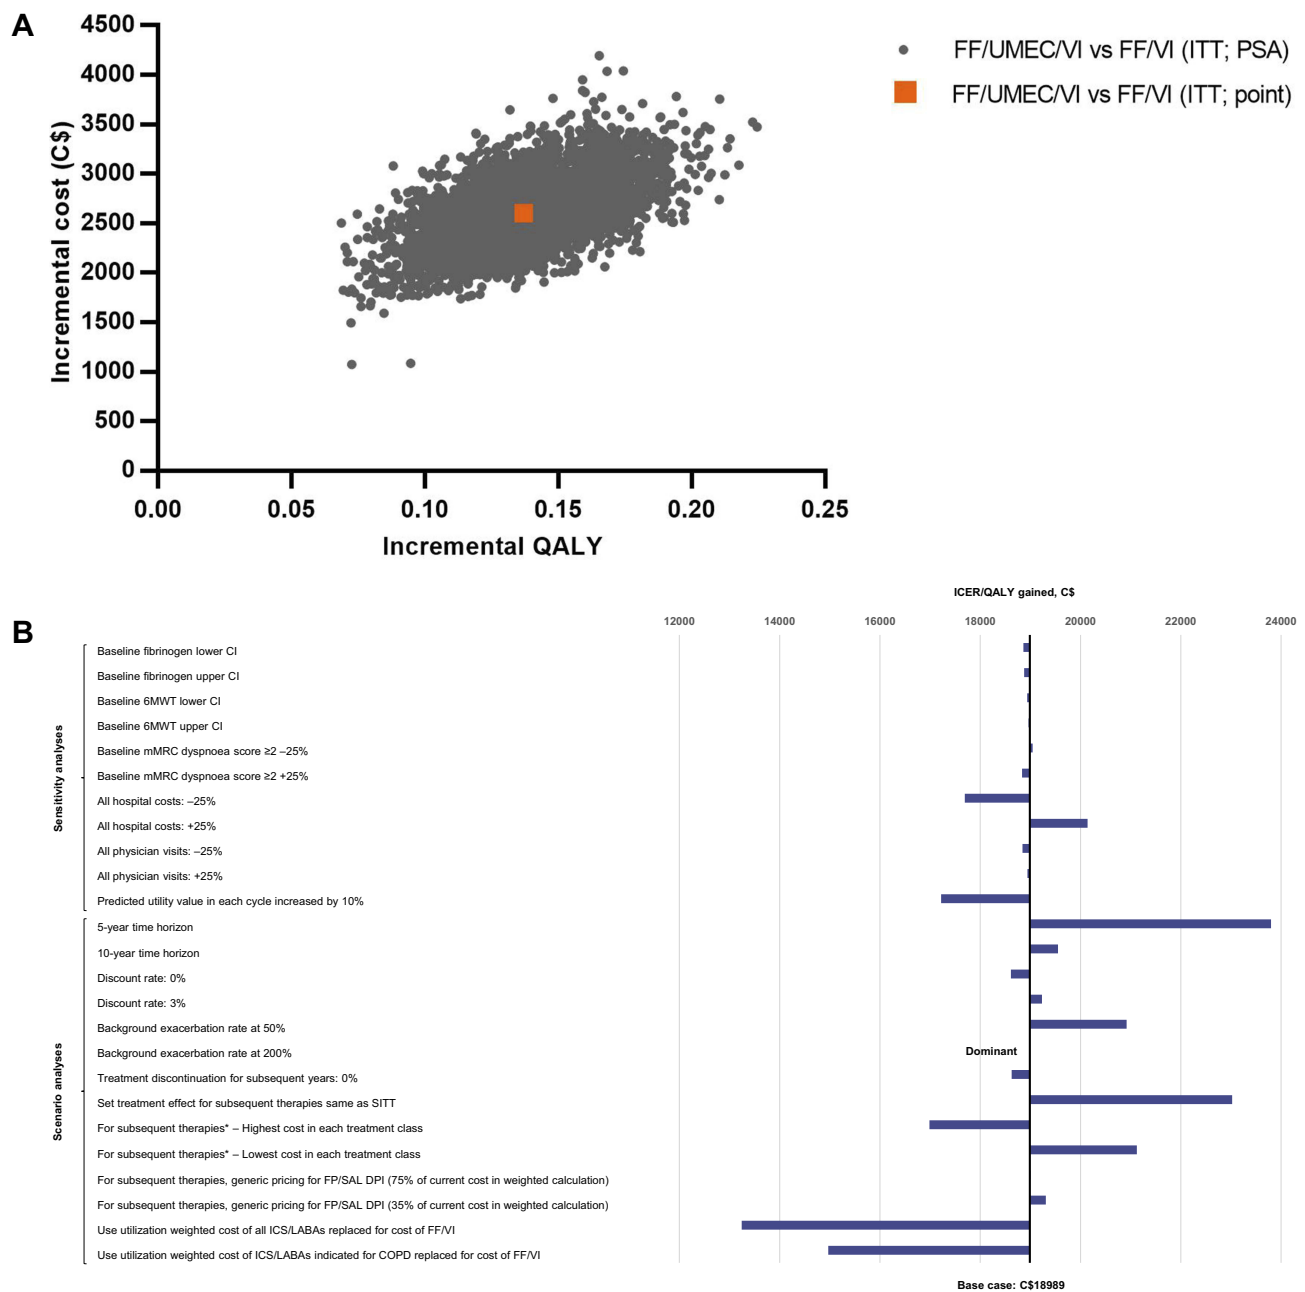 A
Incremental cost (C$)
4500
4000
3500
3000
2500
2000
1500
1000
500
0
0.00 0.05 0.10 0.15 0.20 0.25
Incremental QALY
FF/UMEC/VI vs FF/VI (ITT; PSA)
FF/UMEC/VI vs FF/VI (ITT; point)
B
ICER/QALY gained, C$
12000 14000 16000 18000 20000 22000 24000
Sensitivity analyses
Baseline fibrinogen lower CI
Baseline fibrinogen upper CI
Baseline 6MWT lower CI
Baseline 6MWT upper CI
Baseline mMRC dyspnoea score ≥2 –25%
Baseline mMRC dyspnoea score ≥2 +25%
All hospital costs: –25%
All hospital costs: +25%
All physician visits: –25%
All physician visits: +25%
Predicted utility value in each cycle increased by 10%
Scenario analyses
5-year time horizon
10-year time horizon
Discount rate: 0%
Discount rate: 3%
Background exacerbation rate at 50%
Background exacerbation rate at 200%
Dominant
Treatment discontinuation for subsequent years: 0%
Set treatment effect for subsequent therapies same as SITT
For subsequent therapies* – Highest cost in each treatment class
For subsequent therapies* – Lowest cost in each treatment class
For subsequent therapies, generic pricing for FP/SAL DPI (75% of current cost in weighted calculation)
For subsequent therapies, generic pricing for FP/SAL DPI (35% of current cost in weighted calculation)
Use utilization weighted cost of all ICS/LABAs replaced for cost of FF/VI
Use utilization weighted cost of ICS/LABAs indicated for COPD replaced for cost of FF/VI
Base case: C$18989